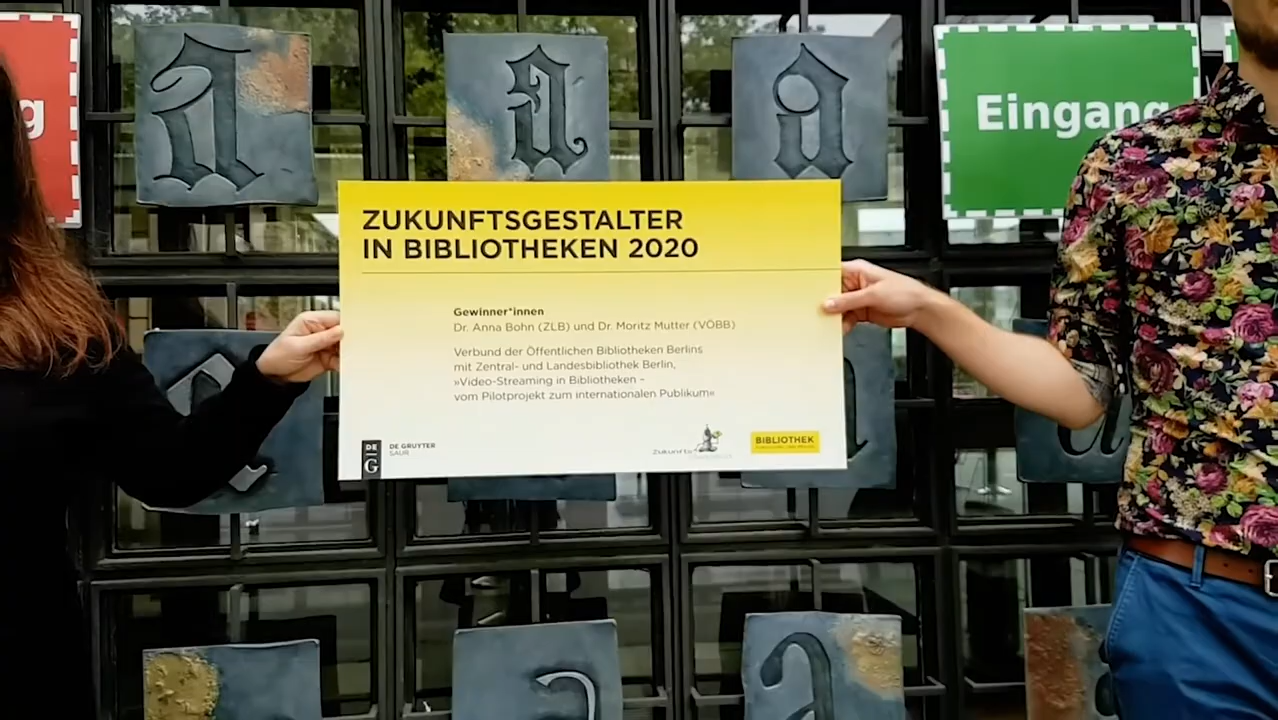 g
Eingang
ZUKUNFTSGESTALTER
IN BIBLIOTHEKEN 2020
Gewinner*innen
Dr. Anna Bohn (ZLB) und Dr. Moritz Mutter (VÖBB)
Verbund der Öffentlichen Bibliotheken Berlins
mit Zentral- und Landesbibliothek Berlin,
»Video-Streaming in Bibliotheken –
vom Pilotprojekt zum internationalen Publikum«
DE
G
DE GRUYTER
SAUR
Zukunfts
BIBLIOTHEK
a
a
a
a
a